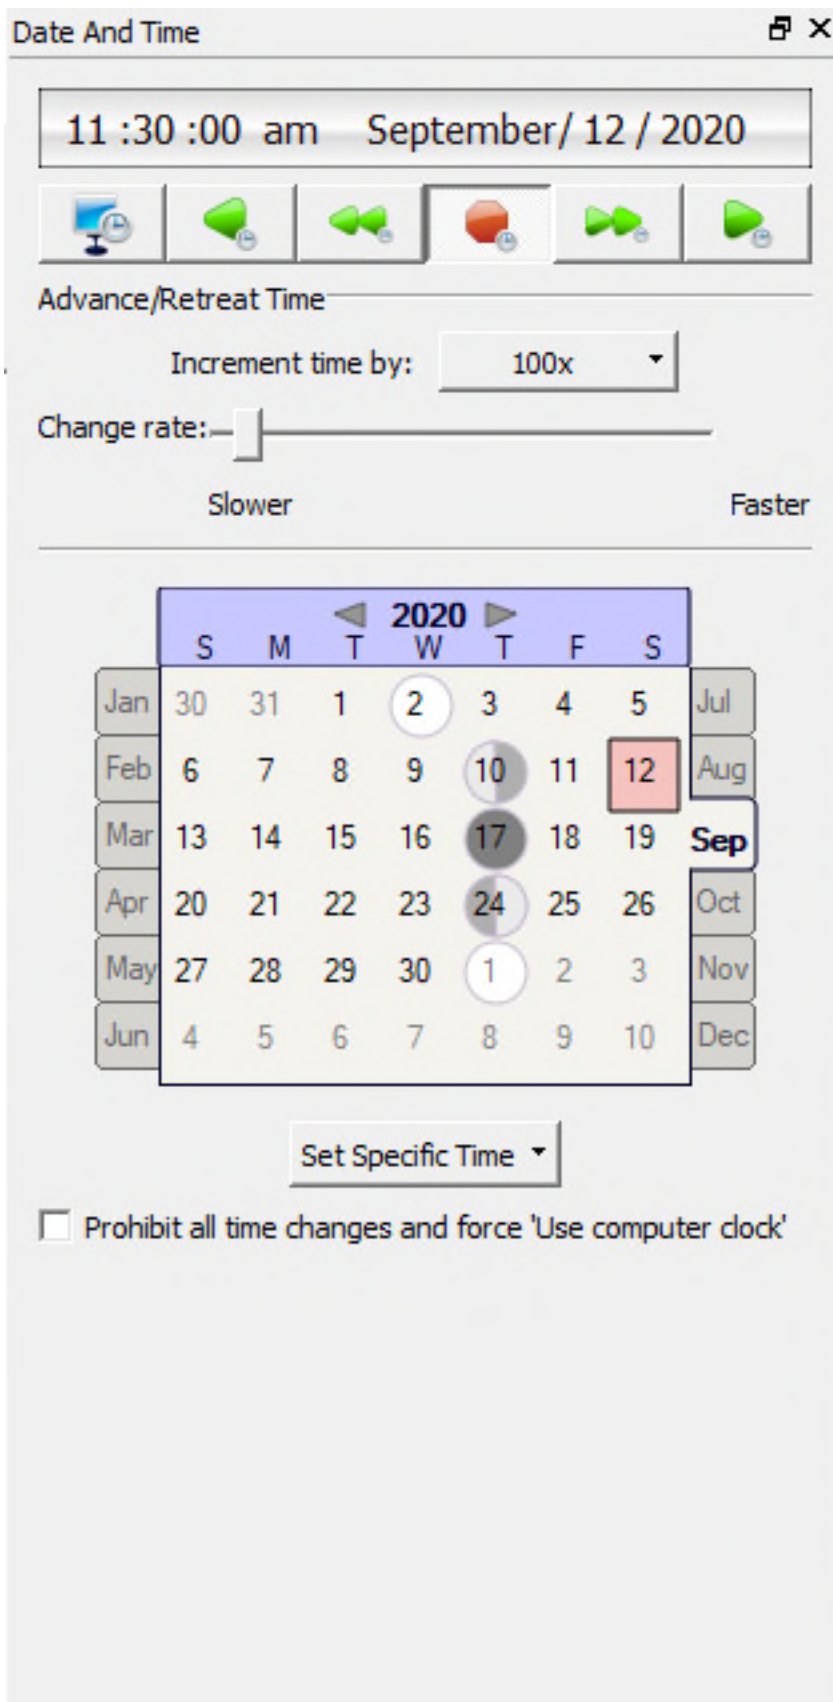 Date And Time
11 :30 :00 am September/ 12 / 2020
Advance/Retreat Time
Increment time by: 100x
Change rate:
Slower Faster
2020
S M T W T F S
Jan 30 31 1 2 3 4 5 Jul
Feb 6 7 8 9 10 11 12 Aug
Mar 13 14 15 16 17 18 19 Sep
Apr 20 21 22 23 24 25 26 Oct
May 27 28 29 30 1 2 3 Nov
Jun 4 5 6 7 8 9 10 Dec
Set Specific Time
Prohibit all time changes and force 'Use computer clock'